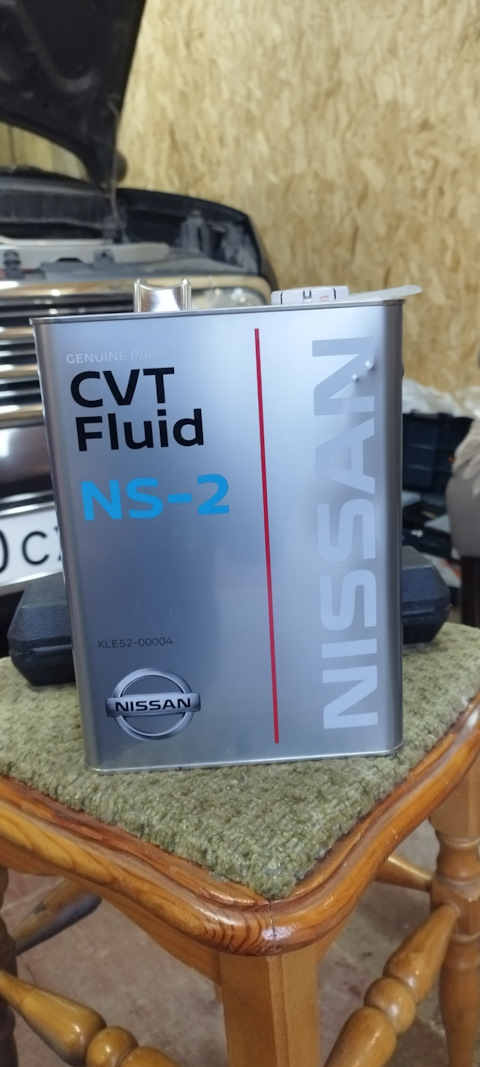 GENUINE PARTS
CVT
Fluid
NS-2
KLE52-00004
NISSAN
NISSAN